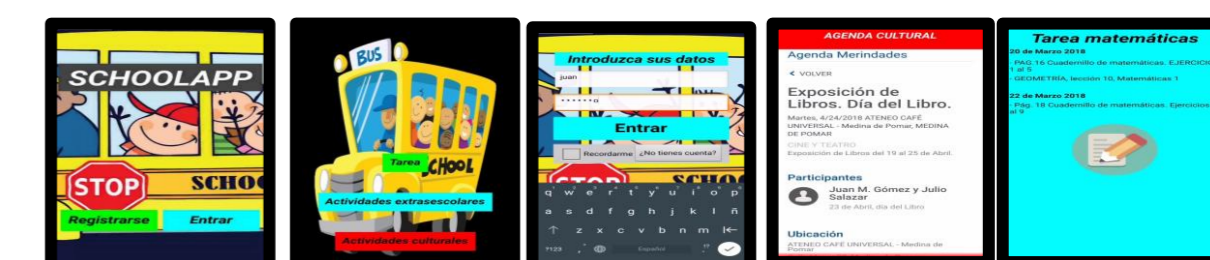 SCHOOLAPP
STOP
SCHO
Registrarse
Entrar
BUS
SCHOOL
Tarea
Actividades extrasescolares
Actividades culturales
Introduzca sus datos
juan
••••••o
Entrar
Recordarme
¿No tienes cuenta?
SCHO
q w e r t y u i o p
a s d f g h j k l ñ
z x c v b n m
?123
Español
AGENDA CULTURAL
Agenda Merindades
VOLVER
Exposición de
Libros. Día del Libro.
Martes, 4/24/2018 ATENEO CAFÉ
UNIVERSAL - Medina de Pomar, MEDINA
DE POMAR
CINE Y TEATRO
Exposición de Libros del 19 al 25 de Abril.
Participantes
Juan M. Gómez y Julio
Salazar
23 de Abril, día del Libro
Ubicación
ATENEO CAFÉ UNIVERSAL - Medina de
Pomar
Tarea matemáticas
20 de Marzo 2018
- PAG.16 Cuadernillo de matemáticas. EJERCICI
1 al 5
- GEOMETRÍA, lección 10, Matemáticas 1
22 de Marzo 2018
- Pág. 18 Cuadernillo de matemáticas. Ejercicios
al 9